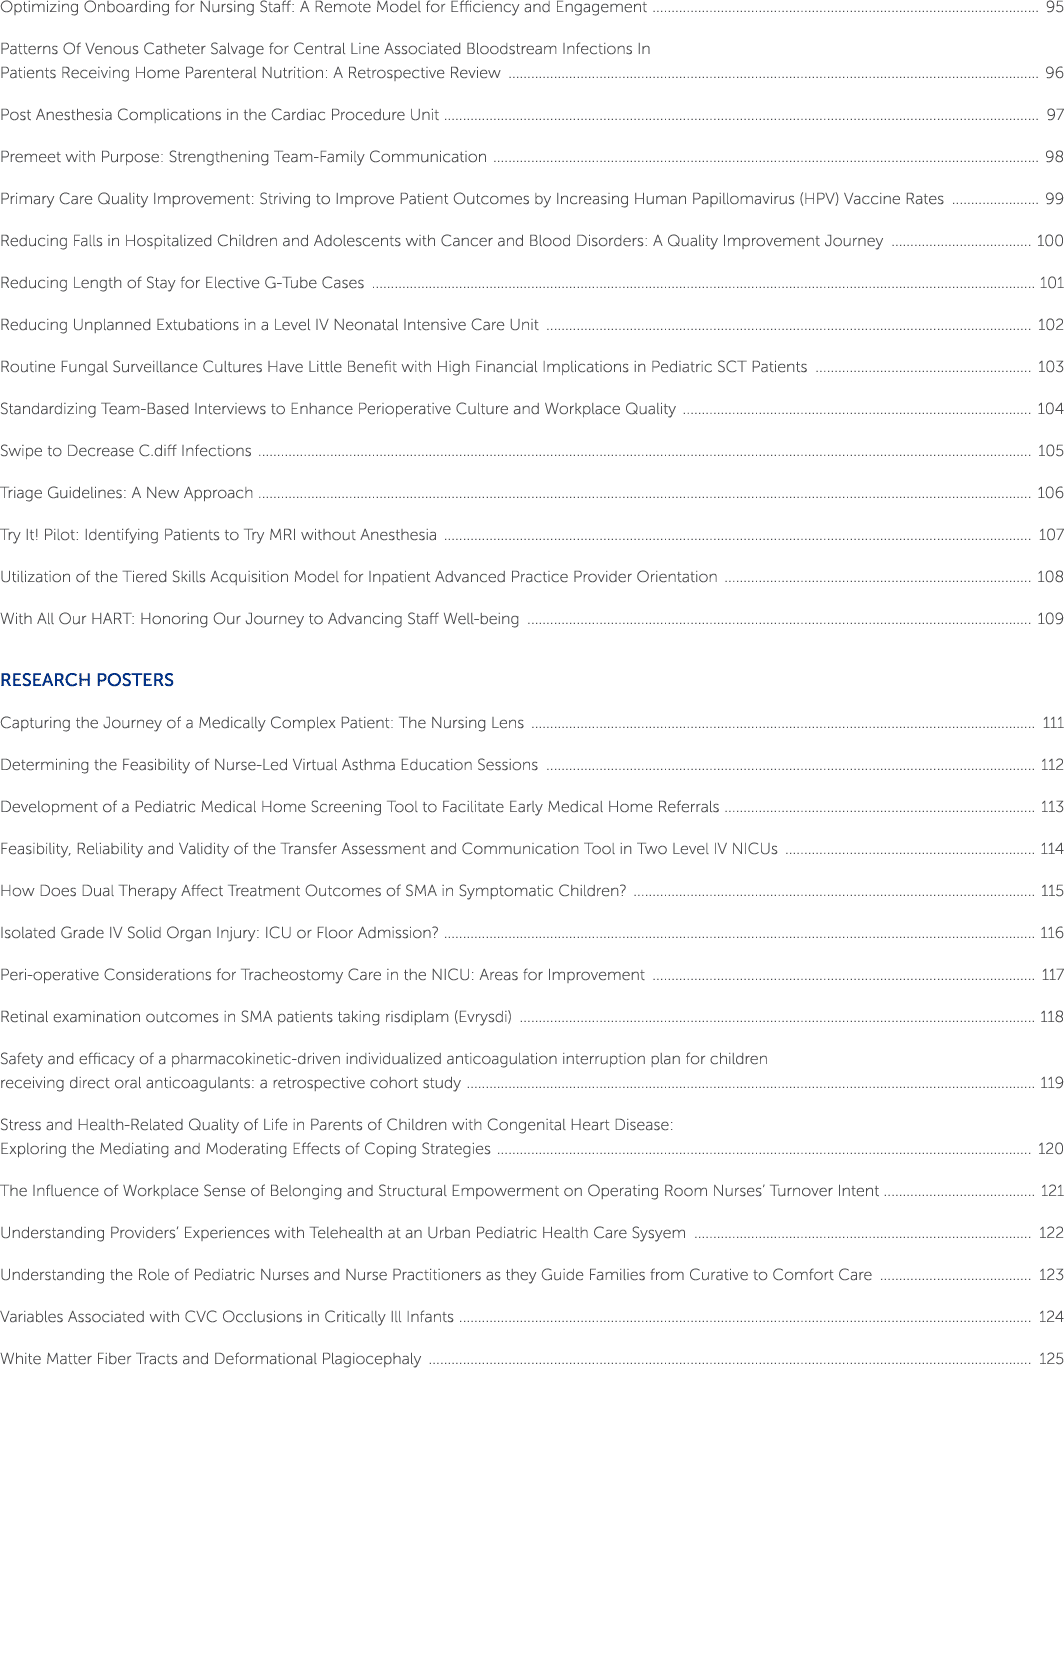 Optimizing Onboarding for Nursing Staff: A Remote Model for Efficiency and Engagement ... 95
Patterns Of Venous Catheter Salvage for Central Line Associated Bloodstream Infections In
Patients Receiving Home Parenteral Nutrition: A Retrospective Review ... 96
Post Anesthesia Complications in the Cardiac Procedure Unit ... 97
Premeet with Purpose: Strengthening Team-Family Communication ... 98
Primary Care Quality Improvement: Striving to Improve Patient Outcomes by Increasing Human Papillomavirus (HPV) Vaccine Rates ... 99
Reducing Falls in Hospitalized Children and Adolescents with Cancer and Blood Disorders: A Quality Improvement Journey ... 100
Reducing Length of Stay for Elective G-Tube Cases ... 101
Reducing Unplanned Extubations in a Level IV Neonatal Intensive Care Unit ... 102
Routine Fungal Surveillance Cultures Have Little Benefit with High Financial Implications in Pediatric SCT Patients ... 103
Standardizing Team-Based Interviews to Enhance Perioperative Culture and Workplace Quality ... 104
Swipe to Decrease C.diff Infections ... 105
Triage Guidelines: A New Approach ... 106
Try It! Pilot: Identifying Patients to Try MRI without Anesthesia ... 107
Utilization of the Tiered Skills Acquisition Model for Inpatient Advanced Practice Provider Orientation ... 108
With All Our HART: Honoring Our Journey to Advancing Staff Well-being ... 109
RESEARCH POSTERS
Capturing the Journey of a Medically Complex Patient: The Nursing Lens ... 111
Determining the Feasibility of Nurse-Led Virtual Asthma Education Sessions ... 112
Development of a Pediatric Medical Home Screening Tool to Facilitate Early Medical Home Referrals ... 113
Feasibility, Reliability and Validity of the Transfer Assessment and Communication Tool in Two Level IV NICUs ... 114
How Does Dual Therapy Affect Treatment Outcomes of SMA in Symptomatic Children? ... 115
Isolated Grade IV Solid Organ Injury: ICU or Floor Admission? ... 116
Peri-operative Considerations for Tracheostomy Care in the NICU: Areas for Improvement ... 117
Retinal examination outcomes in SMA patients taking risdiplam (Evrysdi) ... 118
Safety and efficacy of a pharmacokinetic-driven individualized anticoagulation interruption plan for children
receiving direct oral anticoagulants: a retrospective cohort study ... 119
Stress and Health-Related Quality of Life in Parents of Children with Congenital Heart Disease:
Exploring the Mediating and Moderating Effects of Coping Strategies ... 120
The Influence of Workplace Sense of Belonging and Structural Empowerment on Operating Room Nurses' Turnover Intent ... 121
Understanding Providers' Experiences with Telehealth at an Urban Pediatric Health Care Sysyem ... 122
Understanding the Role of Pediatric Nurses and Nurse Practitioners as they Guide Families from Curative to Comfort Care ... 123
Variables Associated with CVC Occlusions in Critically Ill Infants ... 124
White Matter Fiber Tracts and Deformational Plagiocephaly ... 125